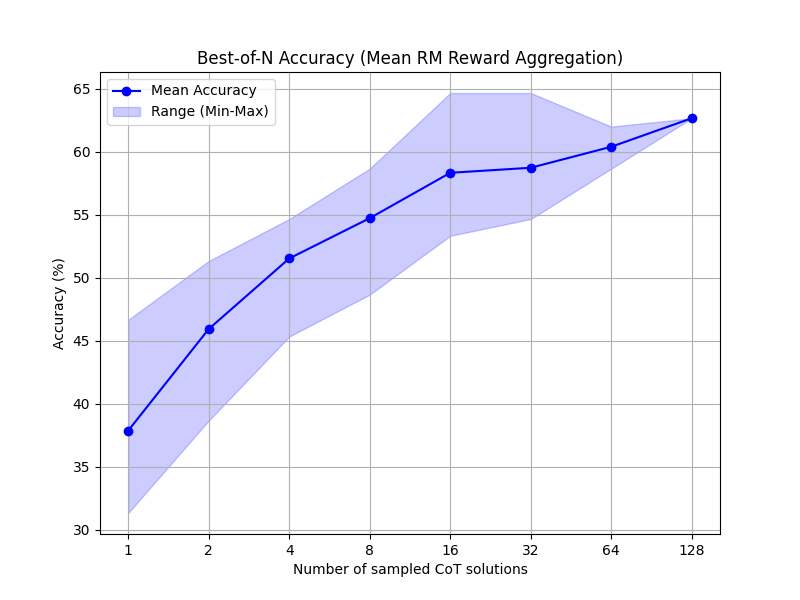 Best-of-N Accuracy (Mean RM Reward Aggregation)
Mean Accuracy
Range (Min-Max)
Accuracy (%)
65
60
55
50
45
40
35
30
1 2 4 8 16 32 64 128
Number of sampled CoT solutions